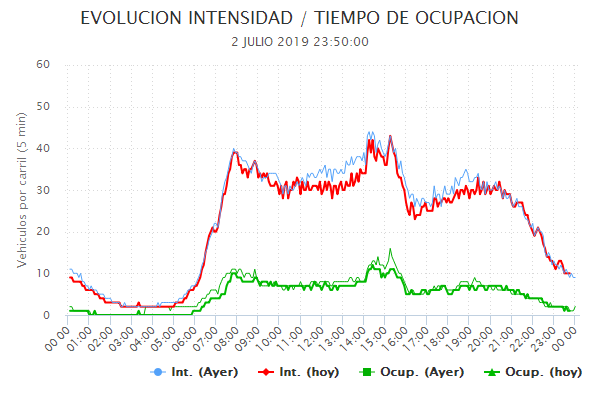 EVOLUCION INTENSIDAD / TIEMPO DE OCUPACION
2 JULIO 2019 23:50:00
Vehículos por carril (5 min)
60
50
40
30
20
10
0
00:00 01:00 02:00 03:00 04:00 05:00 06:00 07:00 08:00 09:00 10:00 11:00 12:00 13:00 14:00 15:00 16:00 17:00 18:00 19:00 20:00 21:00 22:00 23:00 00:00
Int. (Ayer) Int. (hoy) Ocup. (Ayer) Ocup. (hoy)